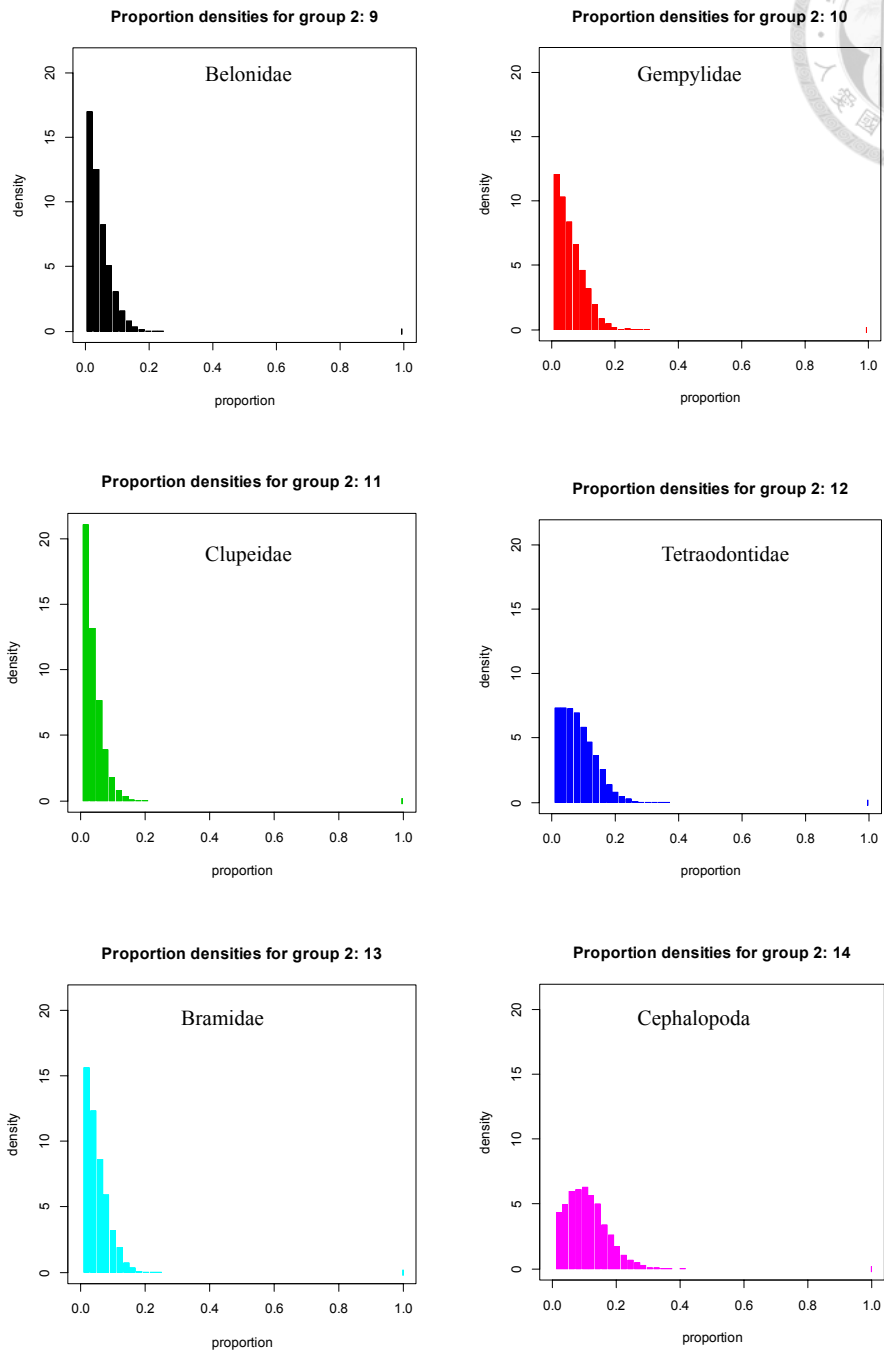 Proportion densities for group 2: 9
Belonidae
density
0
5
10
15
20
0.0 0.2 0.4 0.6 0.8 1.0
proportion
Proportion densities for group 2: 10
Gempylidae
density
0
5
10
15
20
0.0 0.2 0.4 0.6 0.8 1.0
proportion
人
愛
國
Proportion densities for group 2: 11
Clupeidae
density
0
5
10
15
20
0.0 0.2 0.4 0.6 0.8 1.0
proportion
Proportion densities for group 2: 12
Tetraodontidae
density
0
5
10
15
20
0.0 0.2 0.4 0.6 0.8 1.0
proportion
Proportion densities for group 2: 13
Bramidae
density
0
5
10
15
20
0.0 0.2 0.4 0.6 0.8 1.0
proportion
Proportion densities for group 2: 14
Cephalopoda
density
0
5
10
15
20
0.0 0.2 0.4 0.6 0.8 1.0
proportion